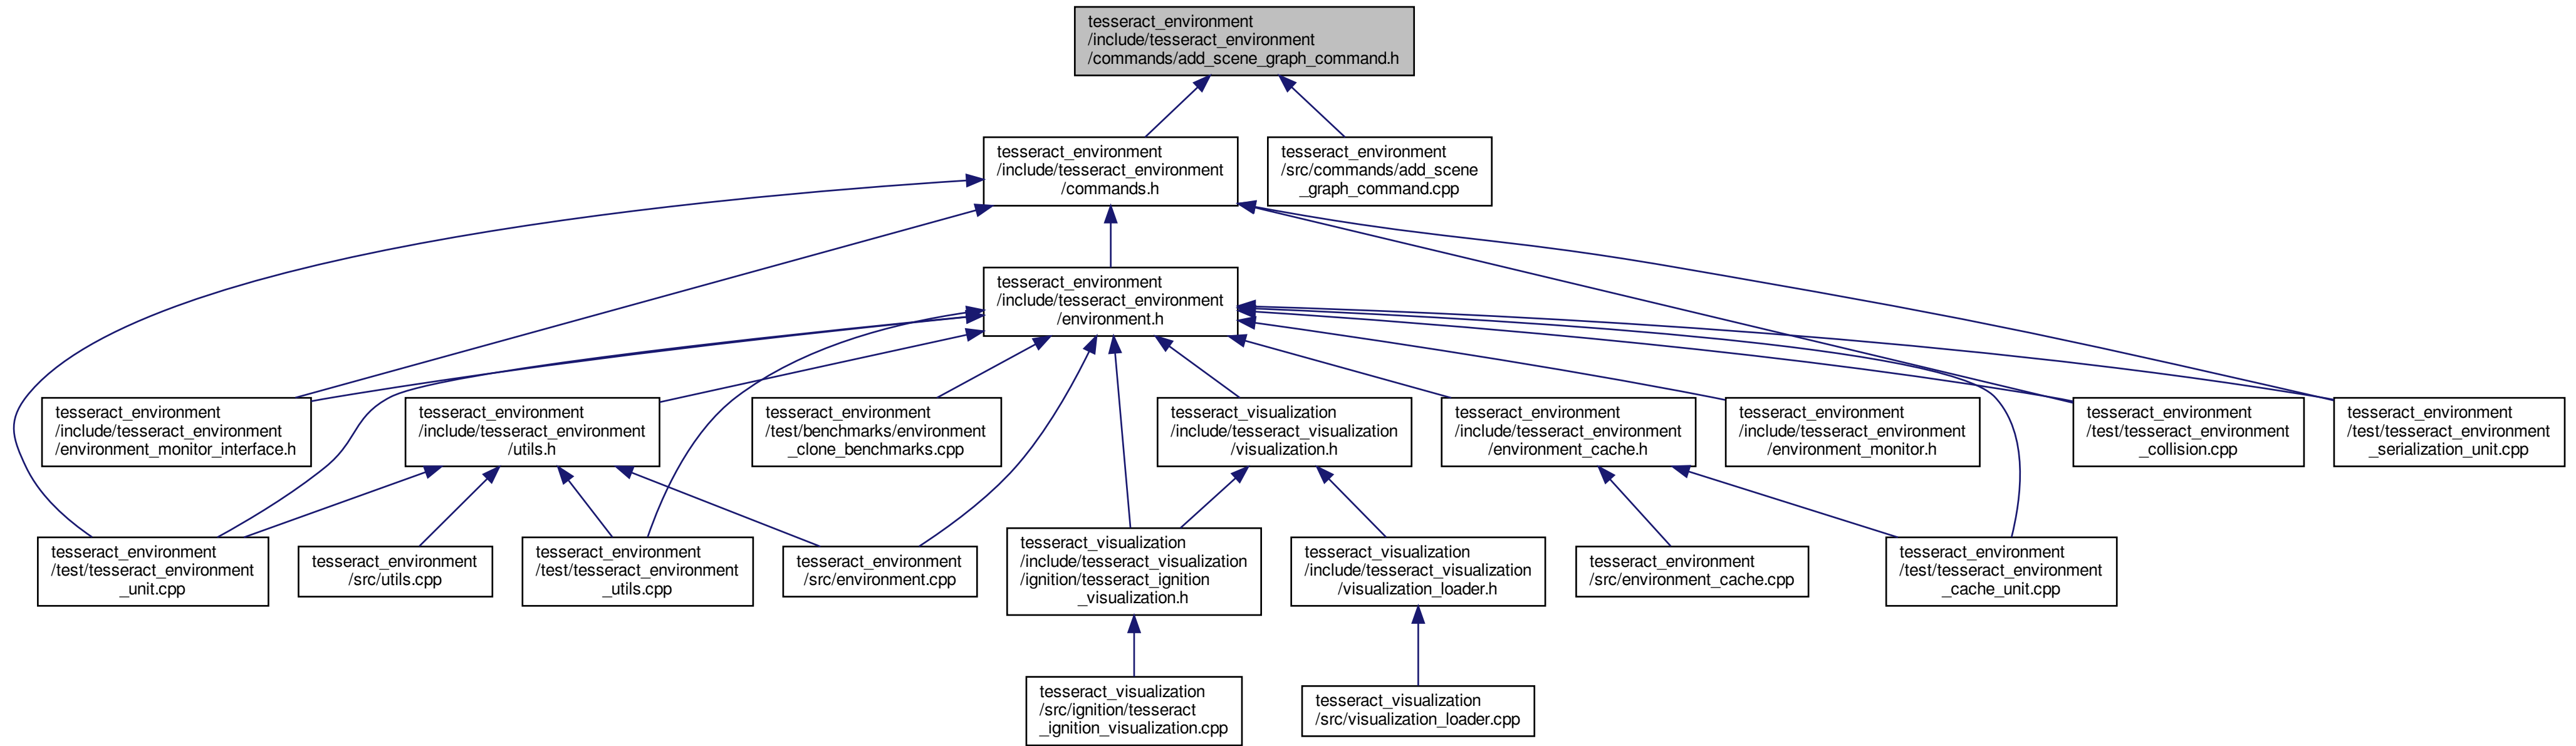 tesseract_environment
/include/tesseract_environment
/commands/add_scene_graph_command.h
tesseract_environment
/include/tesseract_environment
/commands.h
tesseract_environment
/src/commands/add_scene
_graph_command.cpp
tesseract_environment
/include/tesseract_environment
/environment.h
tesseract_environment
/include/tesseract_environment
/environment_monitor_interface.h
tesseract_environment
/include/tesseract_environment
/utils.h
tesseract_environment
/test/benchmarks/environment
_clone_benchmarks.cpp
tesseract_visualization
/include/tesseract_visualization
/visualization.h
tesseract_environment
/include/tesseract_environment
/environment_cache.h
tesseract_environment
/include/tesseract_environment
/environment_monitor.h
tesseract_environment
/test/tesseract_environment
_collision.cpp
tesseract_environment
/test/tesseract_environment
_serialization_unit.cpp
tesseract_environment
/test/tesseract_environment
_unit.cpp
tesseract_environment
/src/utils.cpp
tesseract_environment
/test/tesseract_environment
_utils.cpp
tesseract_environment
/src/environment.cpp
tesseract_visualization
/include/tesseract_visualization
/ignition/tesseract_ignition
_visualization.h
tesseract_visualization
/include/tesseract_visualization
/visualization_loader.h
tesseract_environment
/src/environment_cache.cpp
tesseract_environment
/test/tesseract_environment
_cache_unit.cpp
tesseract_visualization
/src/ignition/tesseract
_ignition_visualization.cpp
tesseract_visualization
/src/visualization_loader.cpp